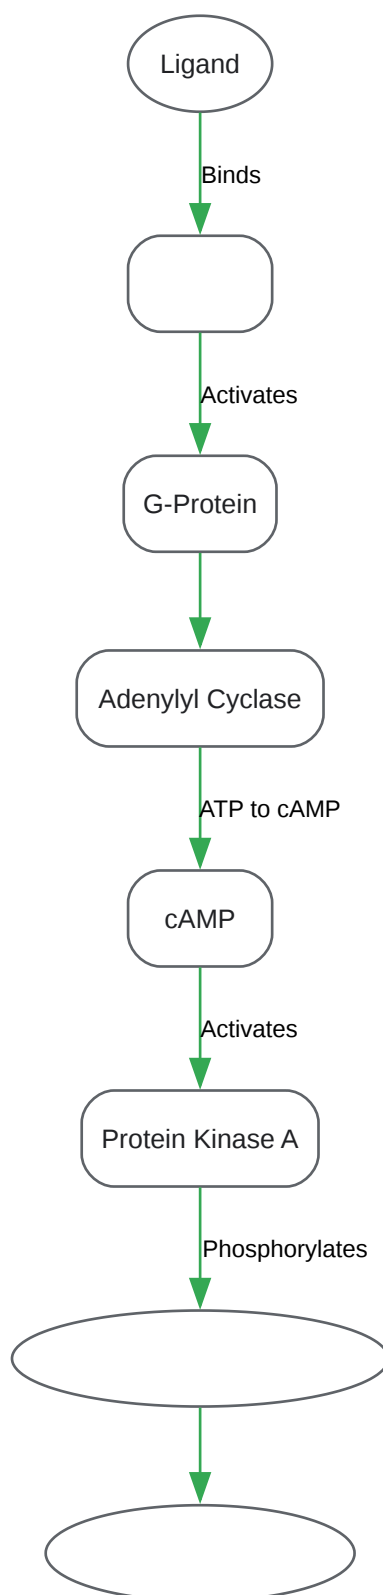 Ligand
Binds
Activates
G-Protein
Adenylyl Cyclase
ATP to cAMP
cAMP
Activates
Protein Kinase A
Phosphorylates